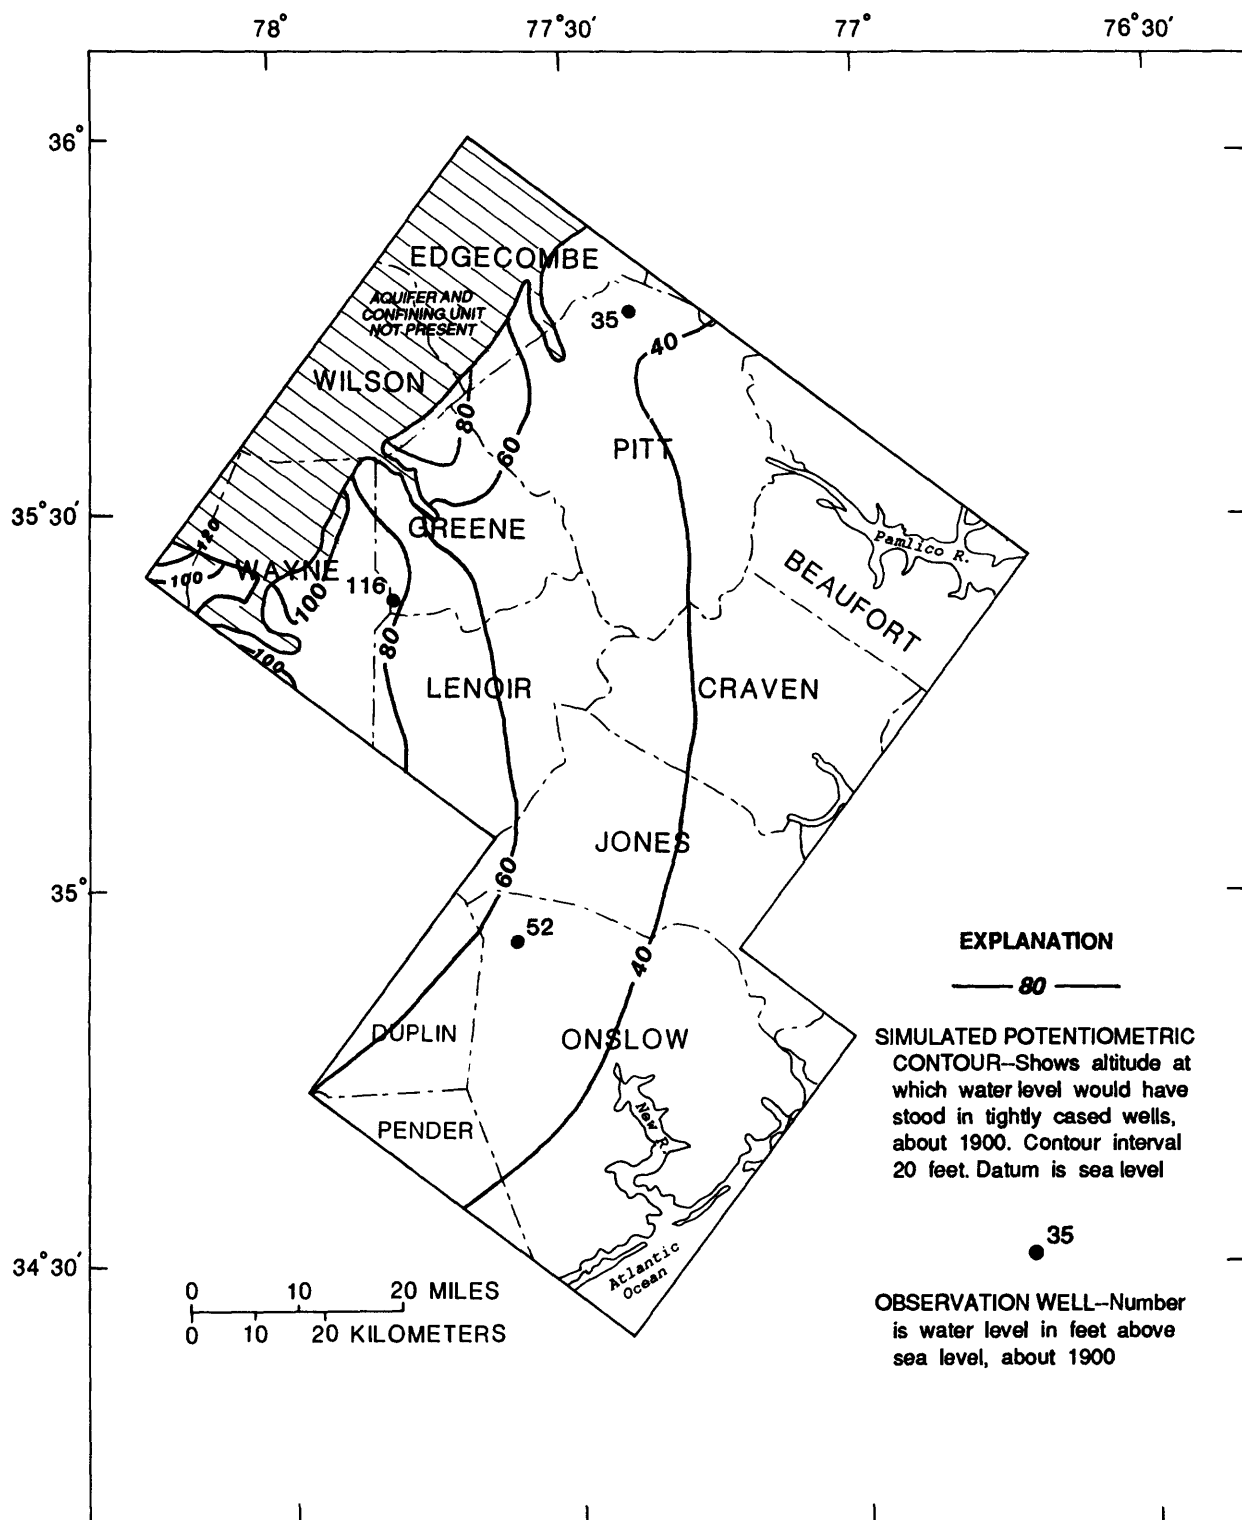 78°
77°30′
77°
76°30′
36°
EDGECOMBE
AQUIFER AND
CONFINING UNIT
NOT PRESENT
35
40
WILSON
80
60
PITT
35°30′
GREENE
120
Pamlico R.
100
WAYNE
116
100
BEAUFORT
80
100
LENOIR
CRAVEN
JONES
60
35°
52
40
EXPLANATION
80
DUPLIN
ONSLOW
SIMULATED POTENTIOMETRIC
CONTOUR--Shows altitude at
which water level would have
stood in tightly cased wells,
about 1900. Contour interval
20 feet. Datum is sea level
New R.
PENDER
35
34°30′
Atlantic
Ocean
0 10 20 MILES
0 10 20 KILOMETERS
OBSERVATION WELL--Number
is water level in feet above
sea level, about 1900